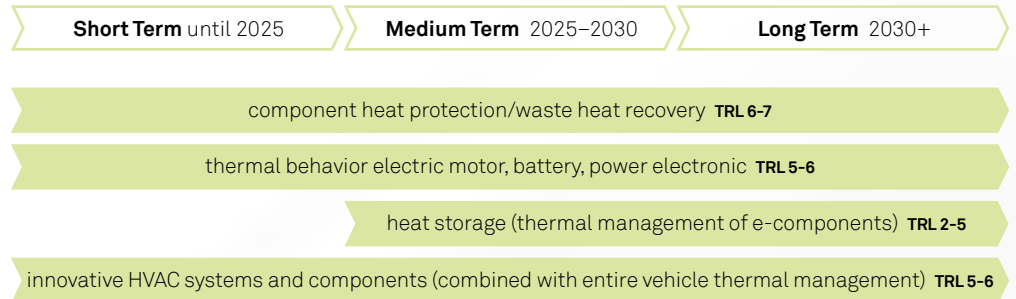 Short Term until 2025
Medium Term 2025–2030
Long Term 2030+
component heat protection/waste heat recovery TRL 6-7
thermal behavior electric motor, battery, power electronic TRL 5-6
heat storage (thermal management of e-components) TRL 2-5
innovative HVAC systems and components (combined with entire vehicle thermal management) TRL 5-6